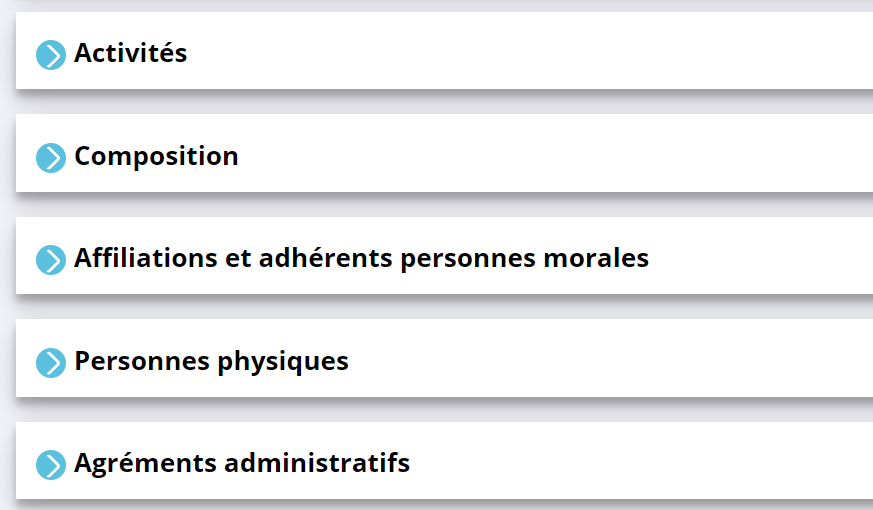 Activités
Composition
Affiliations et adhérents personnes morales
Personnes physiques
Agréments administratifs